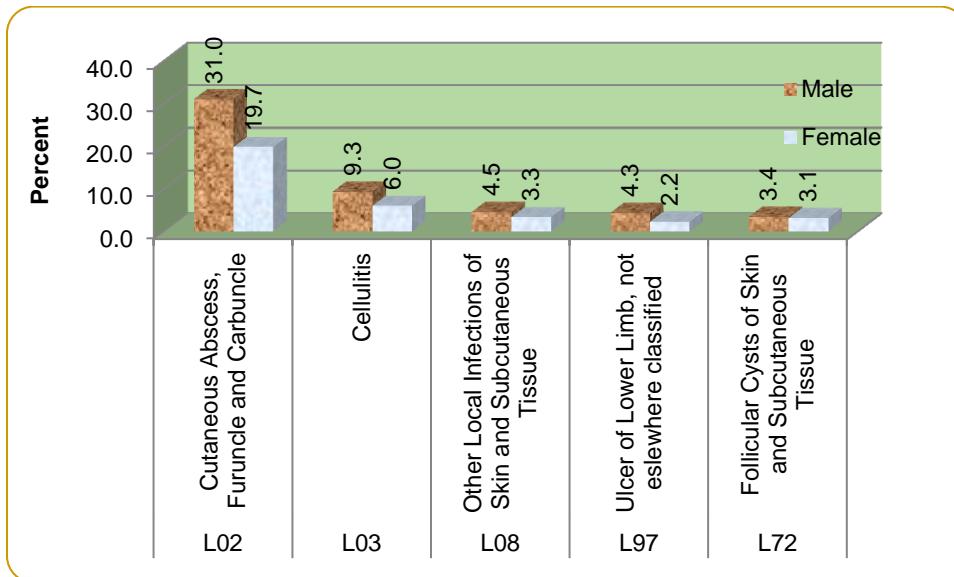 Percent
40.0
30.0
20.0
10.0
0.0
31.0
19.7
9.3
6.0
4.5
3.3
4.3
2.2
3.4
3.1
Male
Female
Cutaneous Abscess,
Furuncle and Carbuncle
Cellulitis
Other Local Infections of
Skin and Subcutaneous
Tissue
Ulcer of Lower Limb, not
eslewhere classified
Follicular Cysts of Skin
and Subcutaneous
Tissue
L02
L03
L08
L97
L72